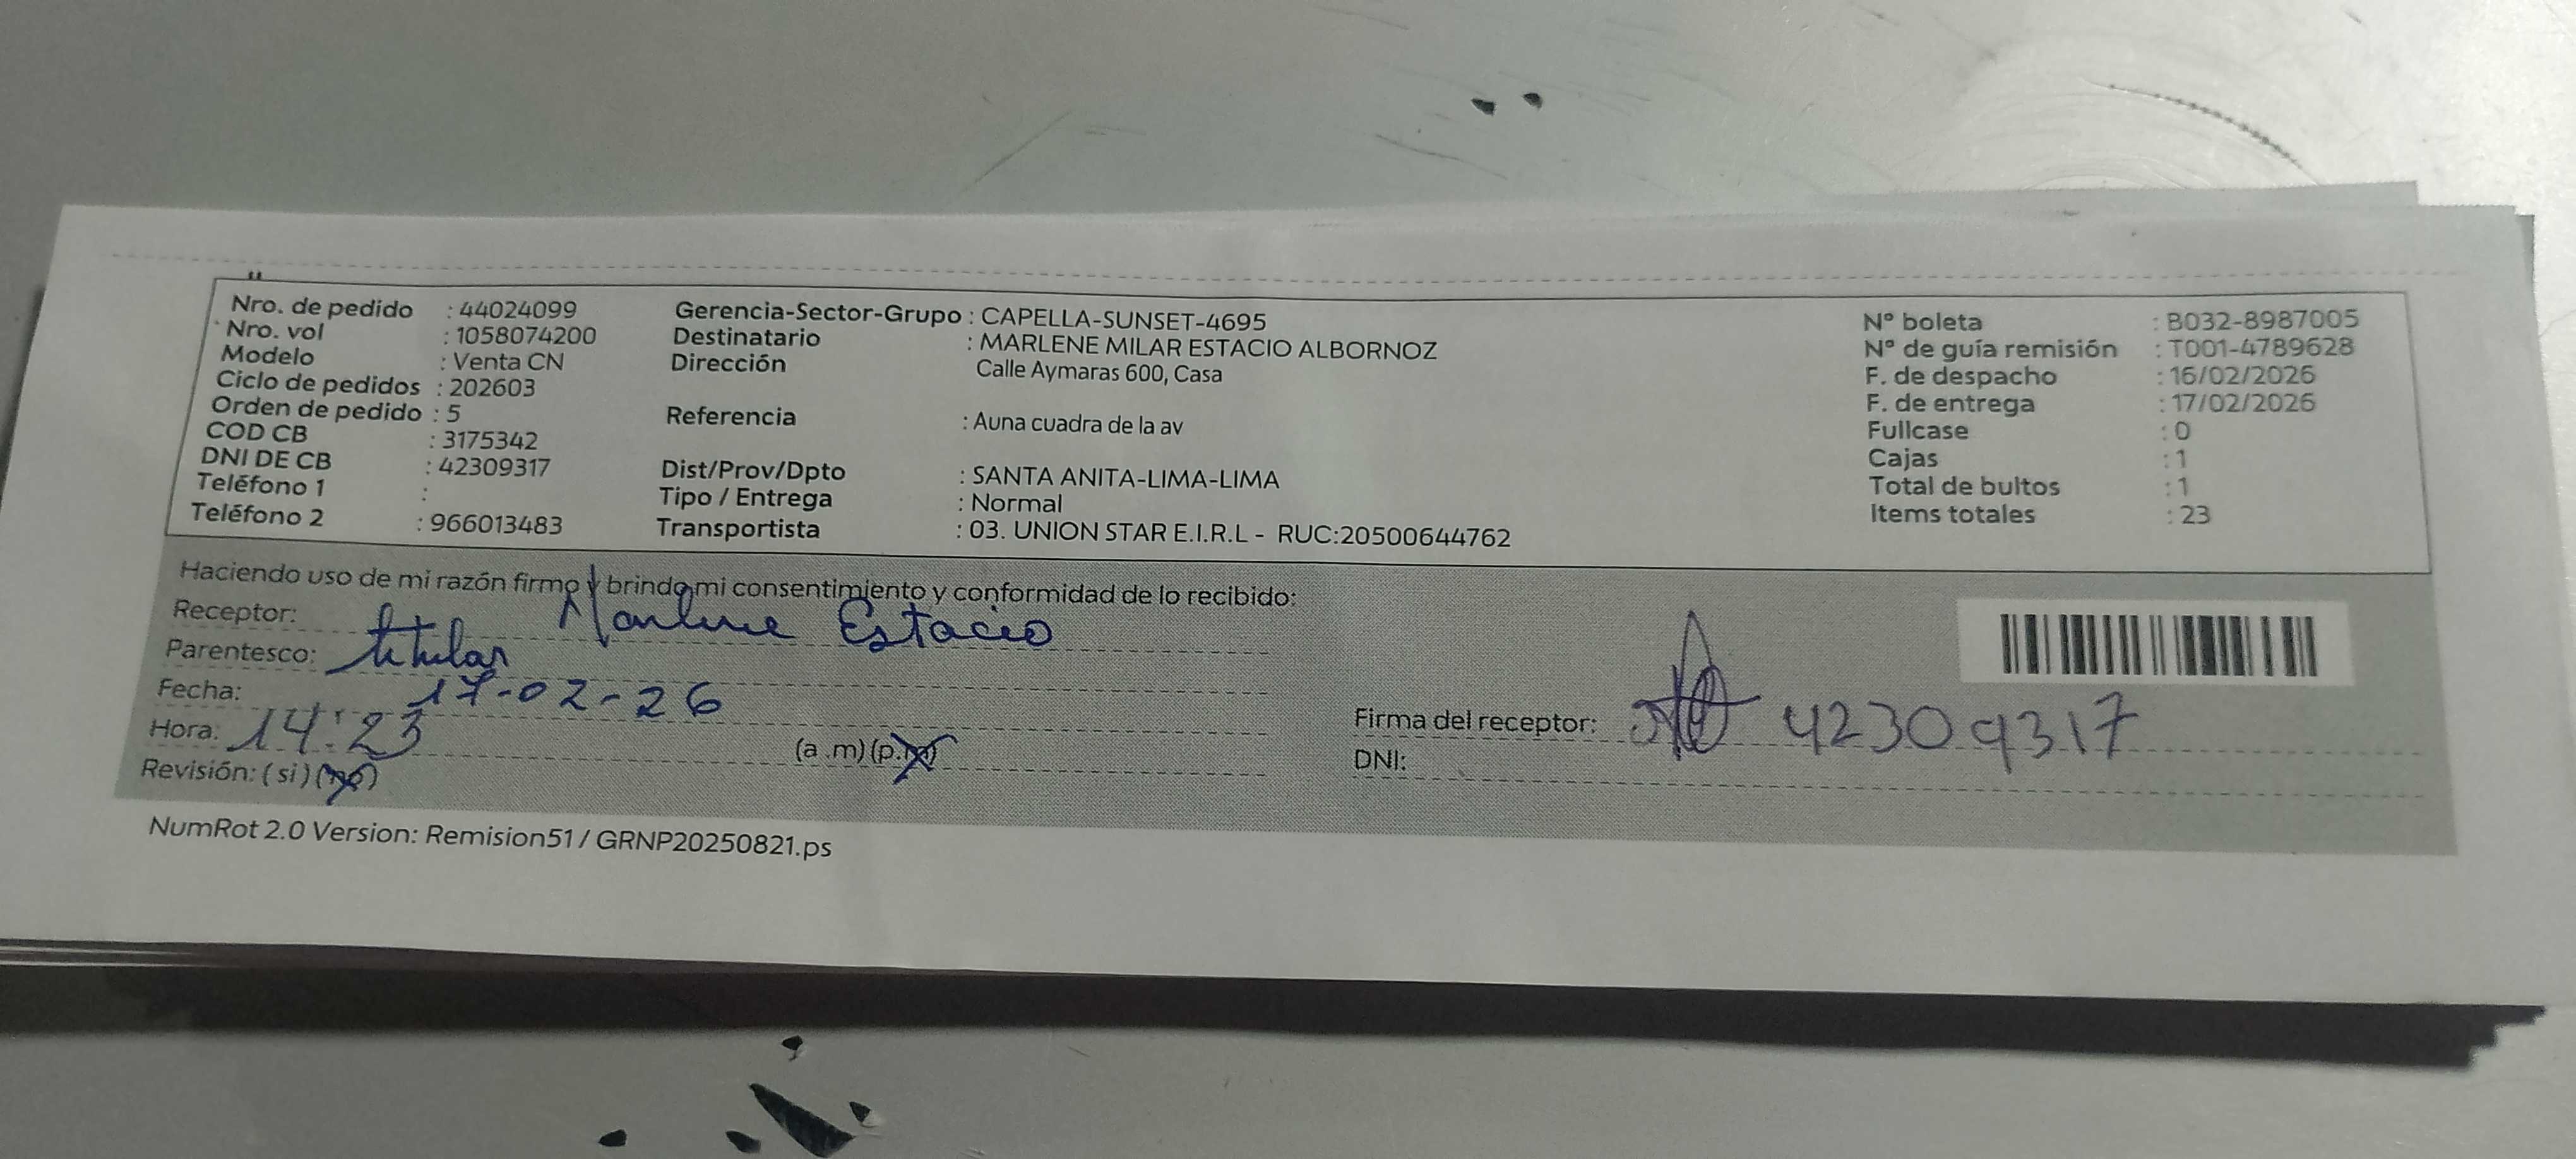 Nro. de pedido : 44024099
Nro. vol : 1058074200
Modelo : Venta CN
Ciclo de pedidos : 202603
Orden de pedido : 5
COD CB : 3175342
DNI DE CB : 42309317
Teléfono 1 :
Teléfono 2 : 966013483
Gerencia-Sector-Grupo : CAPELLA-SUNSET-4695
Destinatario : MARLENE MILAR ESTACIO ALBORNOZ
Dirección Calle Aymaras 600, Casa
Referencia : Auna cuadra de la av
Dist/Prov/Dpto : SANTA ANITA-LIMA-LIMA
Tipo / Entrega : Normal
Transportista : 03. UNION STAR E.I.R.L - RUC:20500644762
N° boleta : B032-8987005
N° de guía remisión : T001-4789628
F. de despacho : 16/02/2026
F. de entrega : 17/02/2026
Fullcase : 0
Cajas : 1
Total de bultos : 1
Items totales : 23
Haciendo uso de mi razón firmo y brindo mi consentimiento y conformidad de lo recibido:
Receptor: Marlene Estacio
Parentesco: titular
Fecha: 17-02-26
Hora: 14:23 (a .m) (p.m)
Revisión: ( si ) (no)
Firma del receptor: 42309317
DNI:
NumRot 2.0 Version: Remision51 / GRNP20250821.ps